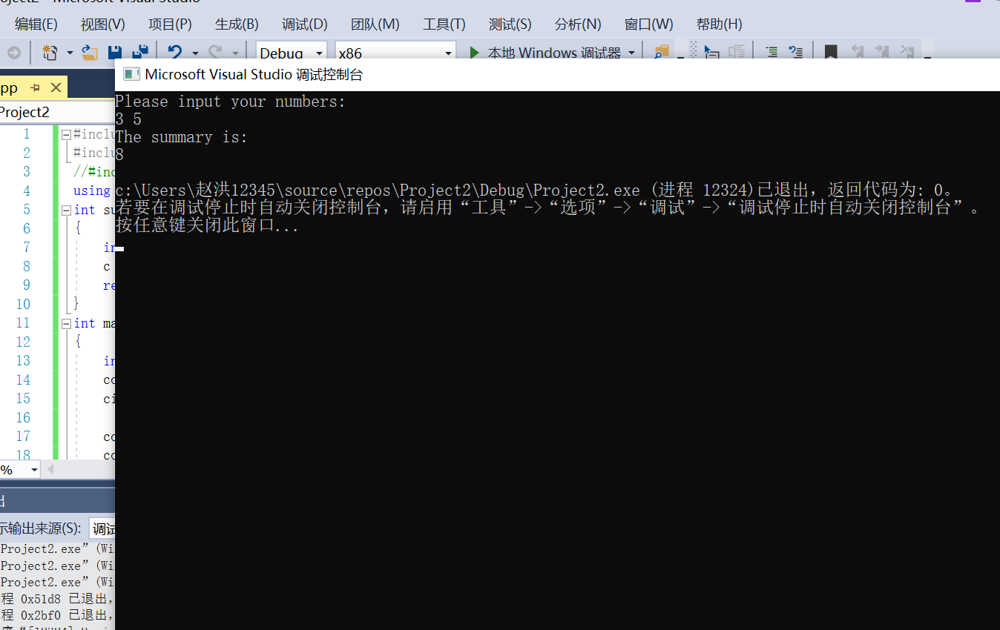 编辑(E) 视图(V) 项目(P) 生成(B) 调试(D) 团队(M) 工具(T) 测试(S) 分析(N) 窗口(W) 帮助(H)
Debug x86 本地 Windows 调试器
Microsoft Visual Studio 调试控制台
pp
Project2
Please input your numbers:
3 5
The summary is:
8
c:\Users\赵洪12345\source\repos\Project2\Debug\Project2.exe (进程 12324)已退出，返回代码为: 0。
若要在调试停止时自动关闭控制台，请启用“工具”->“选项”->“调试”->“调试停止时自动关闭控制台”。
按任意键关闭此窗口...
1 #inclu
2 #inclu
3 //#inc
4 using
5 int su
6 {
7 in
8 c
9 re
10 }
11 int ma
12 {
13 in
14 co
15 ci
16
17 co
18 co
%
出
示输出来源(S): 调试
Project2.exe” (Wi
Project2.exe” (Wi
Project2.exe” (Wi
程 0x51d8 已退出，
程 0x2bf0 已退出，